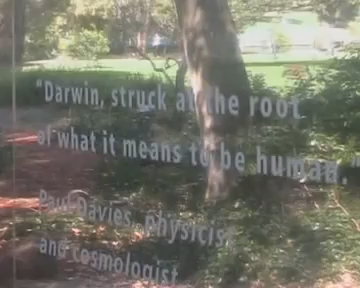 "Darwin, struck at the root
of what it means to be human."
Paul Davies, physicist
and cosmologist